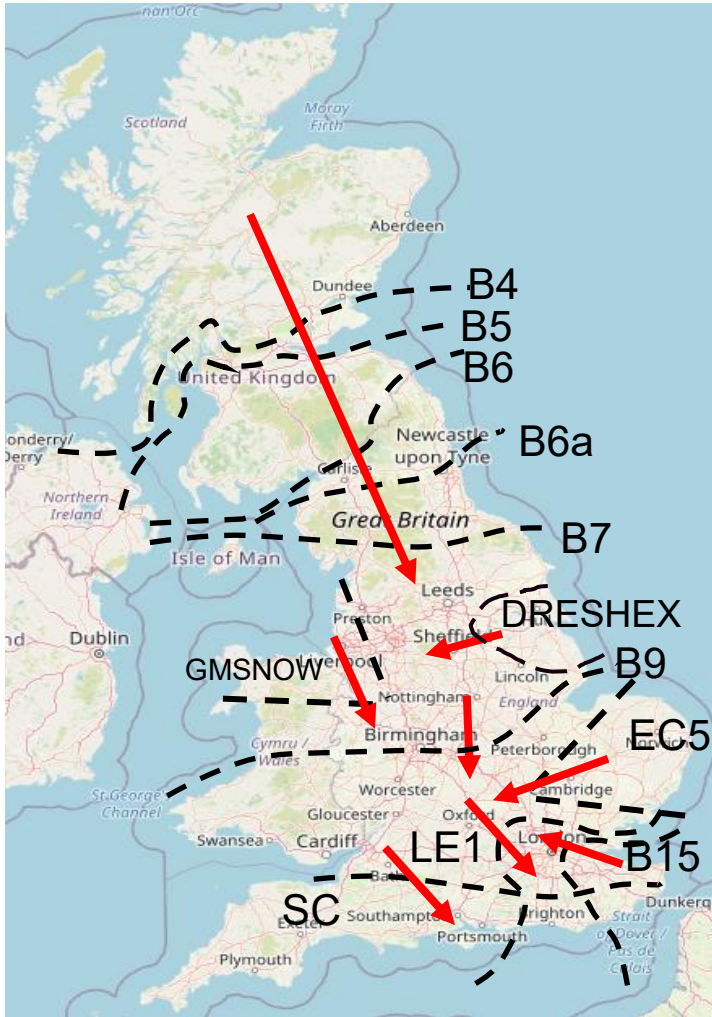 nan Orc
Scotland
Moray
Firth
Aberdeen
Dundee
B4
B5
United Kingdom
B6
onderry/
Derry
Newcastle
upon Tyne
B6a
Carlisle
Northern
Ireland
Great Britain
Isle of Man
B7
Leeds
Preston
DRESHEX
Hull
Dublin
Sheffield
Liverpool
GMSNOW
Lincoln
B9
Nottingham
England
Birmingham
EC5
Norwich
Cymru /
Wales
Peterborough
St George's
Channel
Worcester
Cambridge
Gloucester
Oxford
Swansea
Cardiff
LE1
London
B15
Bath
SC
Southampton
Dunkerq
Exeter
Brighton
Strait
of Dover /
Pas de
Calais
Portsmouth
Plymouth